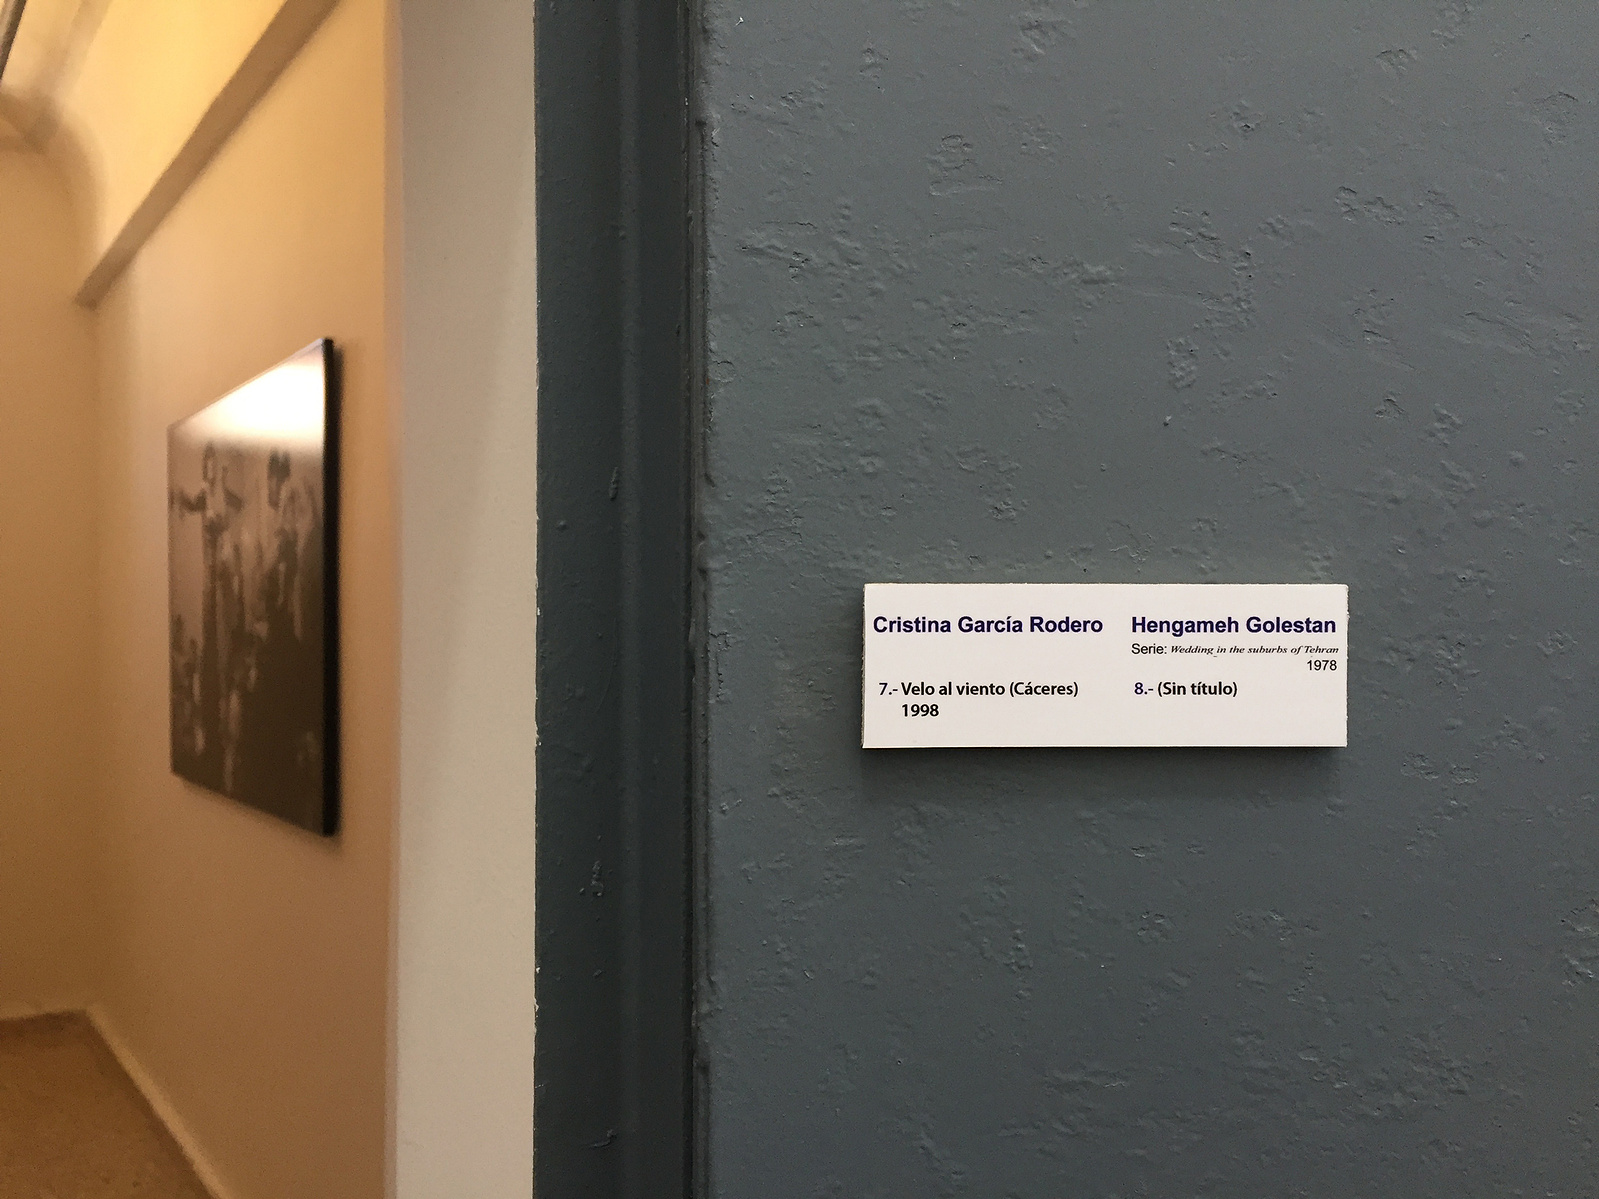 Cristina García Rodero
7.- Velo al viento (Cáceres)
1998
Hengameh Golestan
Serie: Wedding in the suburbs of Tehran
1978
8.- (Sin título)